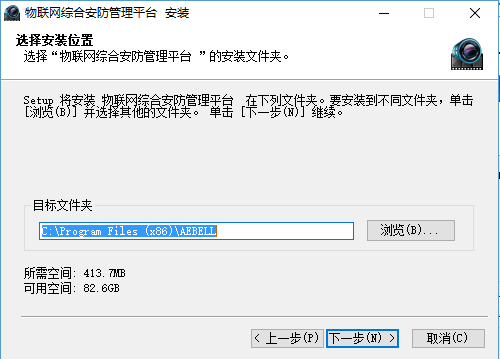 物联网综合安防管理平台 安装
选择安装位置
选择“物联网综合安防管理平台 ”的安装文件夹。
Setup 将安装 物联网综合安防管理平台 在下列文件夹。要安装到不同文件夹，单击
[浏览(B)] 并选择其他的文件夹。 单击 [下一步(N)] 继续。
目标文件夹
C:\Program Files (x86)\AEBELL
浏览(B)...
所需空间: 413.7MB
可用空间: 82.6GB
< 上一步(P)
下一步(N) >
取消(C)